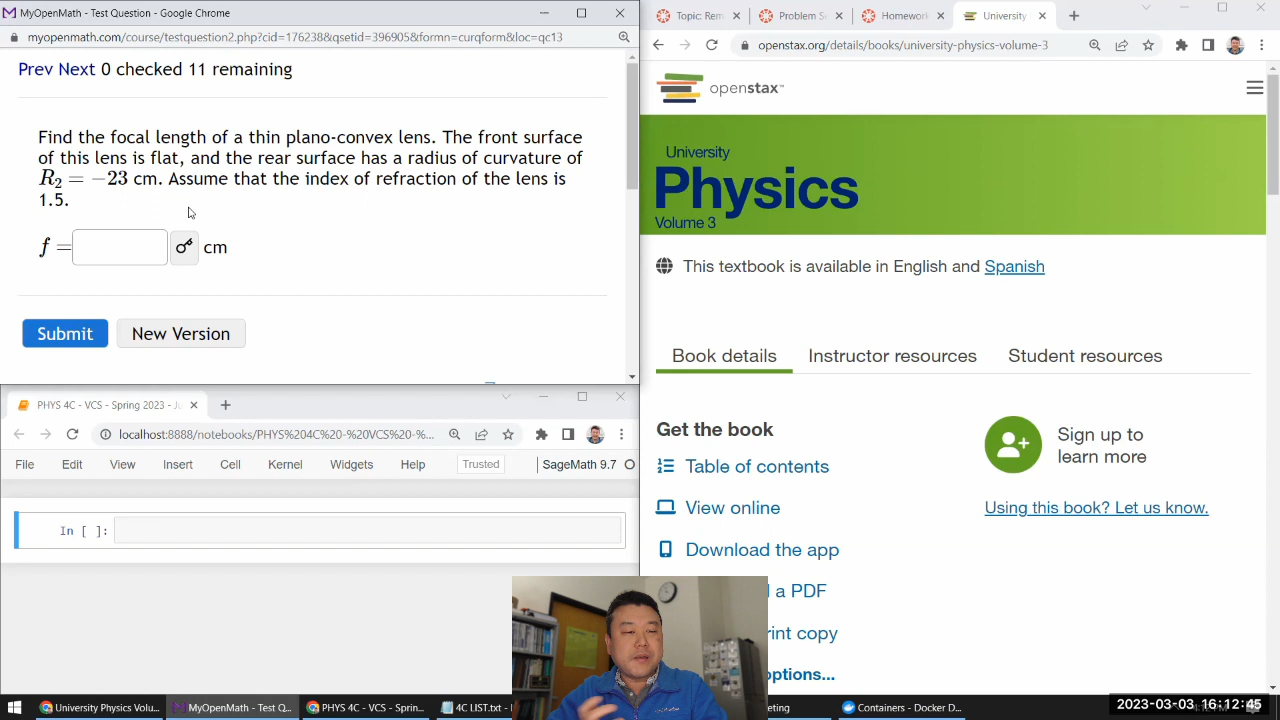 MyOpenMath - Test Question - Google Chrome
myopenmath.com/course/testquestion2.php?cid=176238&qsetid=396905&formn=curqform&loc=qc13
Prev Next 0 checked 11 remaining
Find the focal length of a thin plano-convex lens. The front surface
of this lens is flat, and the rear surface has a radius of curvature of
R₂ = −23 cm. Assume that the index of refraction of the lens is
1.5.
f = cm
Submit New Version
PHYS 4C - VCS - Spring 2023 - Ju
localhost:8888/notebooks/PHYS%204C%20-%20VCS%20-%...
File Edit View Insert Cell Kernel Widgets Help Trusted SageMath 9.7
In [ ]:
Topic: Rem
Problem S
Homework
University
openstax.org/details/books/university-physics-volume-3
openstax™
University
Physics
Volume 3
This textbook is available in English and Spanish
Book details Instructor resources Student resources
Get the book
Table of contents
View online
Download the app
a PDF
rint copy
options...
Sign up to
learn more
Using this book? Let us know.
University Physics Volu...
MyOpenMath - Test Q...
PHYS 4C - VCS - Sprin...
4C LIST.txt -
eting
Containers - Docker D...
2023-03-03 16:12:45